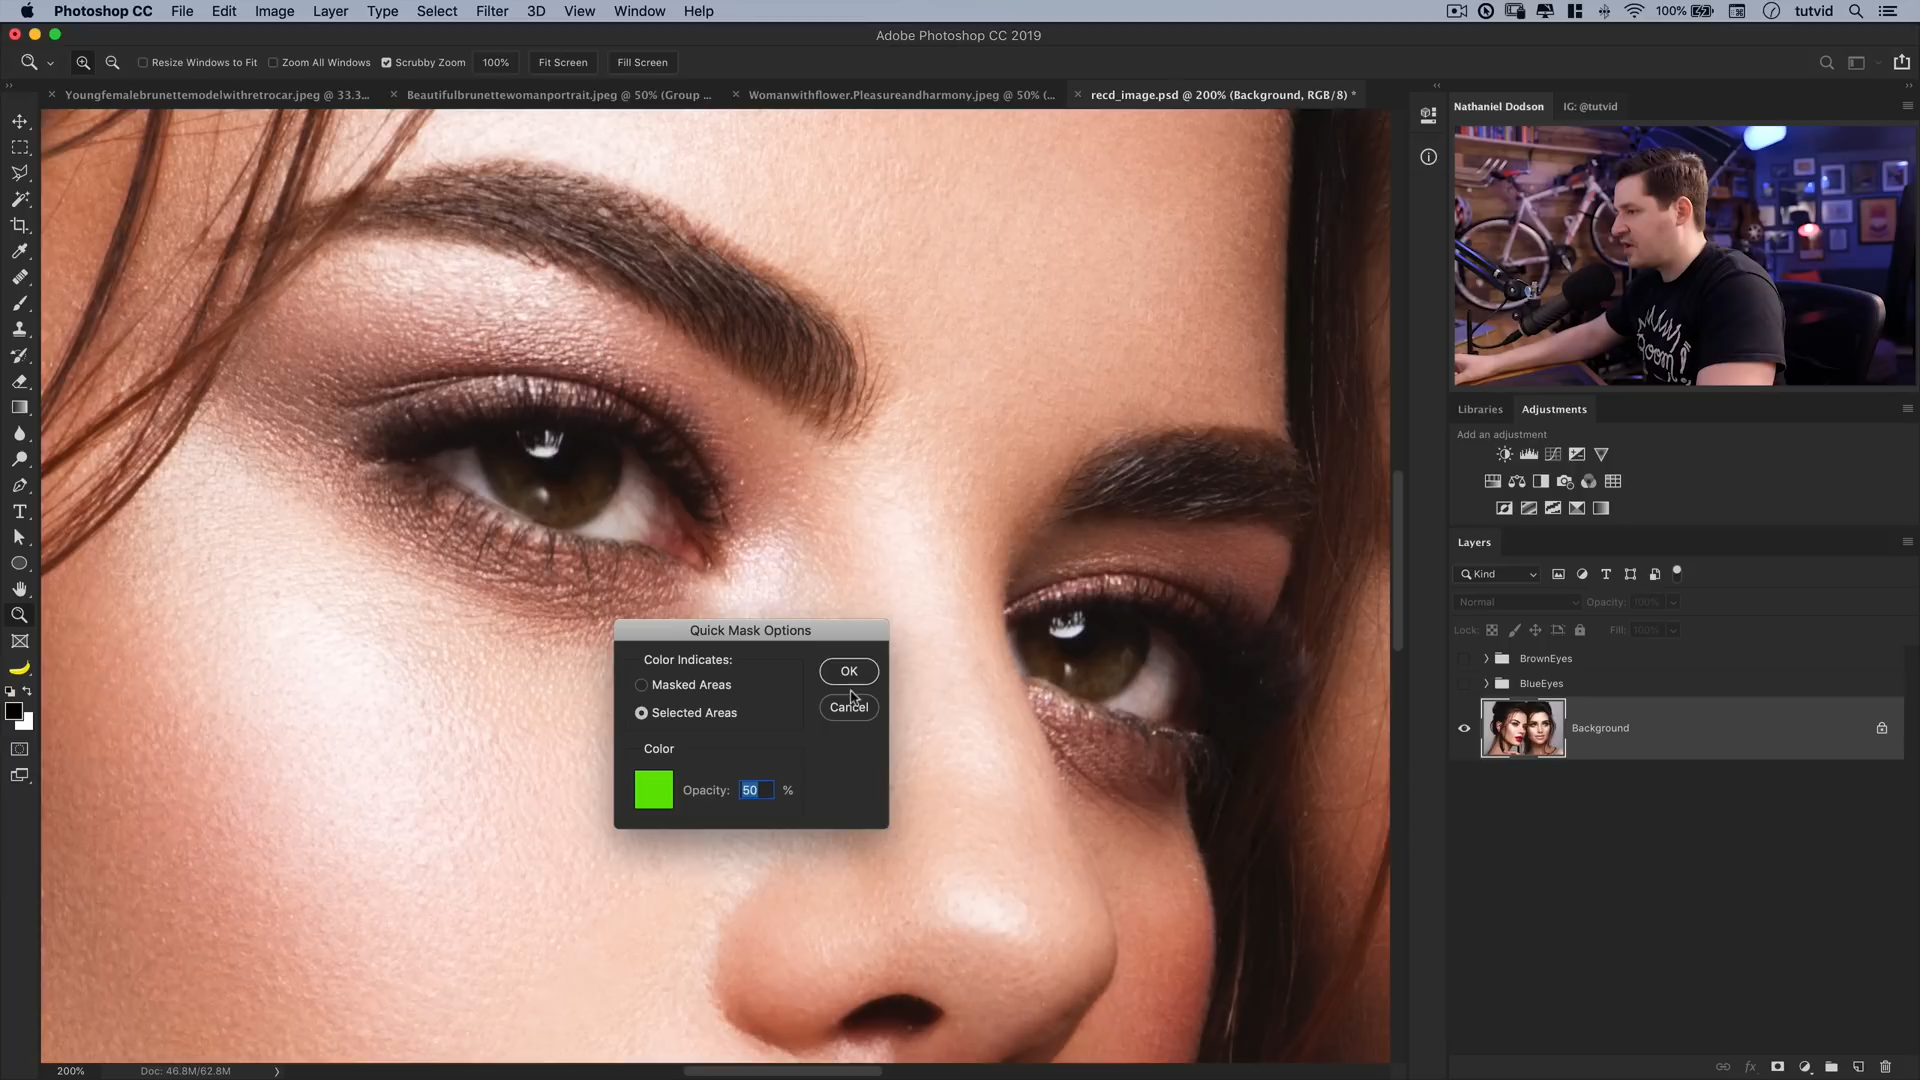 Photoshop CC File Edit Image Layer Type Select Filter 3D View Window Help 100% tutvid
Adobe Photoshop CC 2019
Resize Windows to Fit Zoom All Windows Scrubby Zoom 100% Fit Screen Fill Screen
Youngfemalebrunettemodelwithretrocar.jpeg @ 33.3... Beautifulbrunettewomanportrait.jpeg @ 50% (Group ... Womanwithflower.Pleasureandharmony.jpeg @ 50% (... recd_image.psd @ 200% (Background, RGB/8) *
Nathaniel Dodson IG: @tutvid
Libraries Adjustments
Add an adjustment
Layers
Kind
Normal Opacity: 100%
Lock: Fill: 100%
BrownEyes
BlueEyes
Background
Quick Mask Options
Color Indicates:
Masked Areas
Selected Areas
OK
Cancel
Color
Opacity: 50 %
200% Doc: 46.8M/62.8M